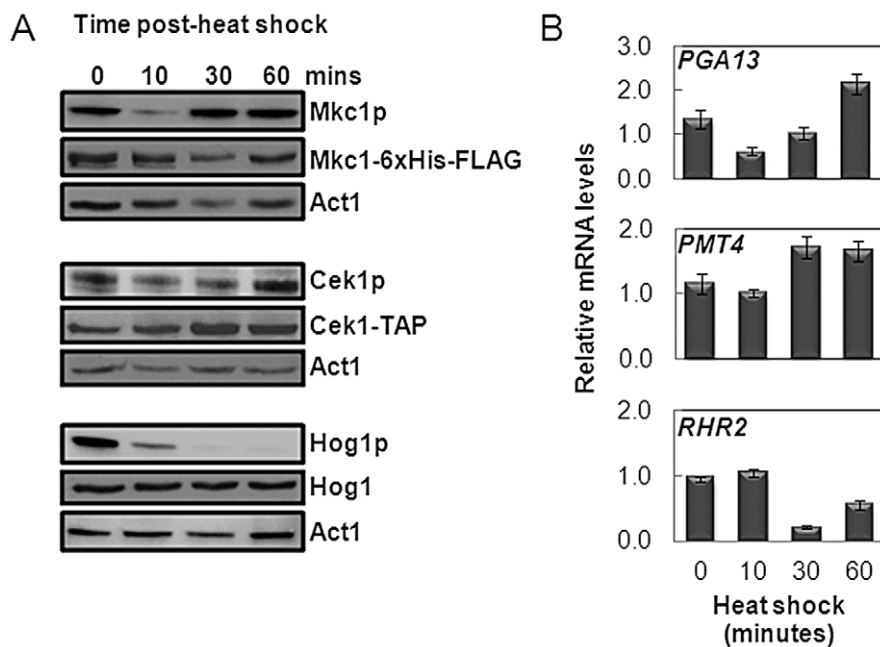 A
Time post-heat shock
0 10 30 60 mins
Mkc1p
Mkc1-6xHis-FLAG
Act1
Cek1p
Cek1-TAP
Act1
Hog1p
Hog1
Act1
B
Relative mRNA levels
3.0
PGA13
2.0
1.0
0.0
2.0
PMT4
1.0
0.0
2.0
RHR2
1.0
0.0
0 10 30 60
Heat shock
(minutes)